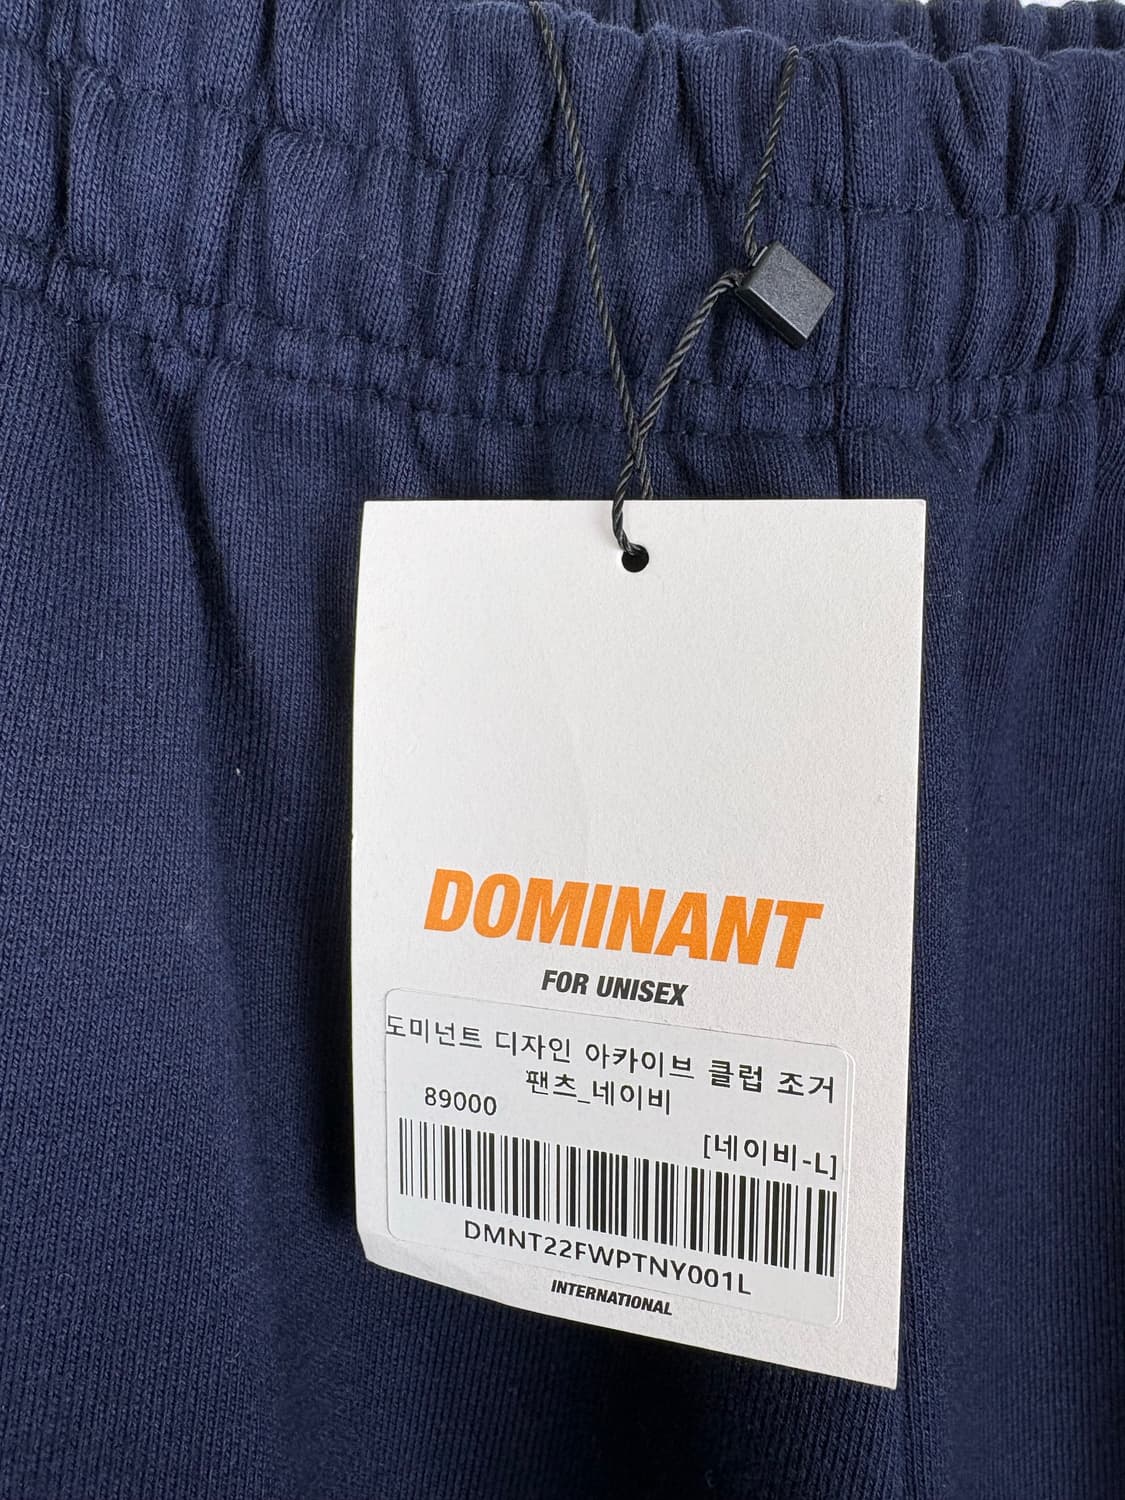 DOMINANT
FOR UNISEX
도미넌트 디자인 아카이브 클럽 조거
팬츠_네이비
89000
[네이비-L]
DMNT22FWPTNY001L
INTERNATIONAL